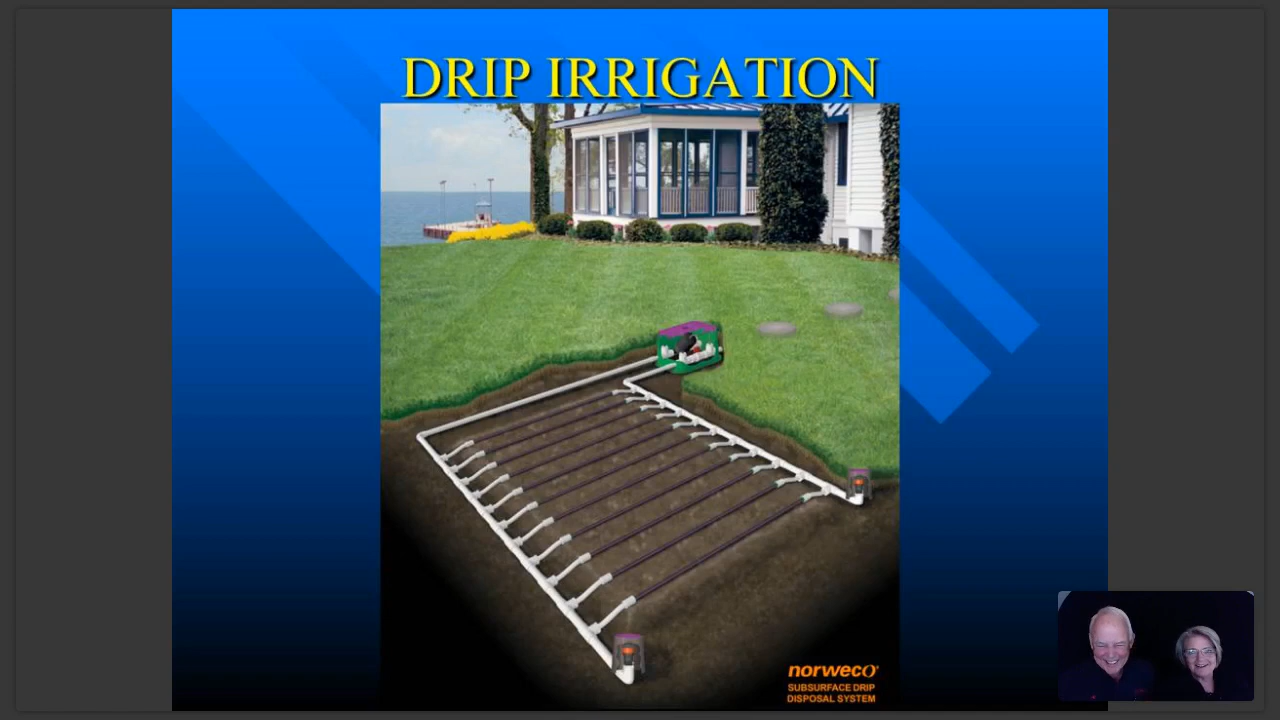 DRIP IRRIGATION
norweco
SUBSURFACE DRIP
DISPOSAL SYSTEM